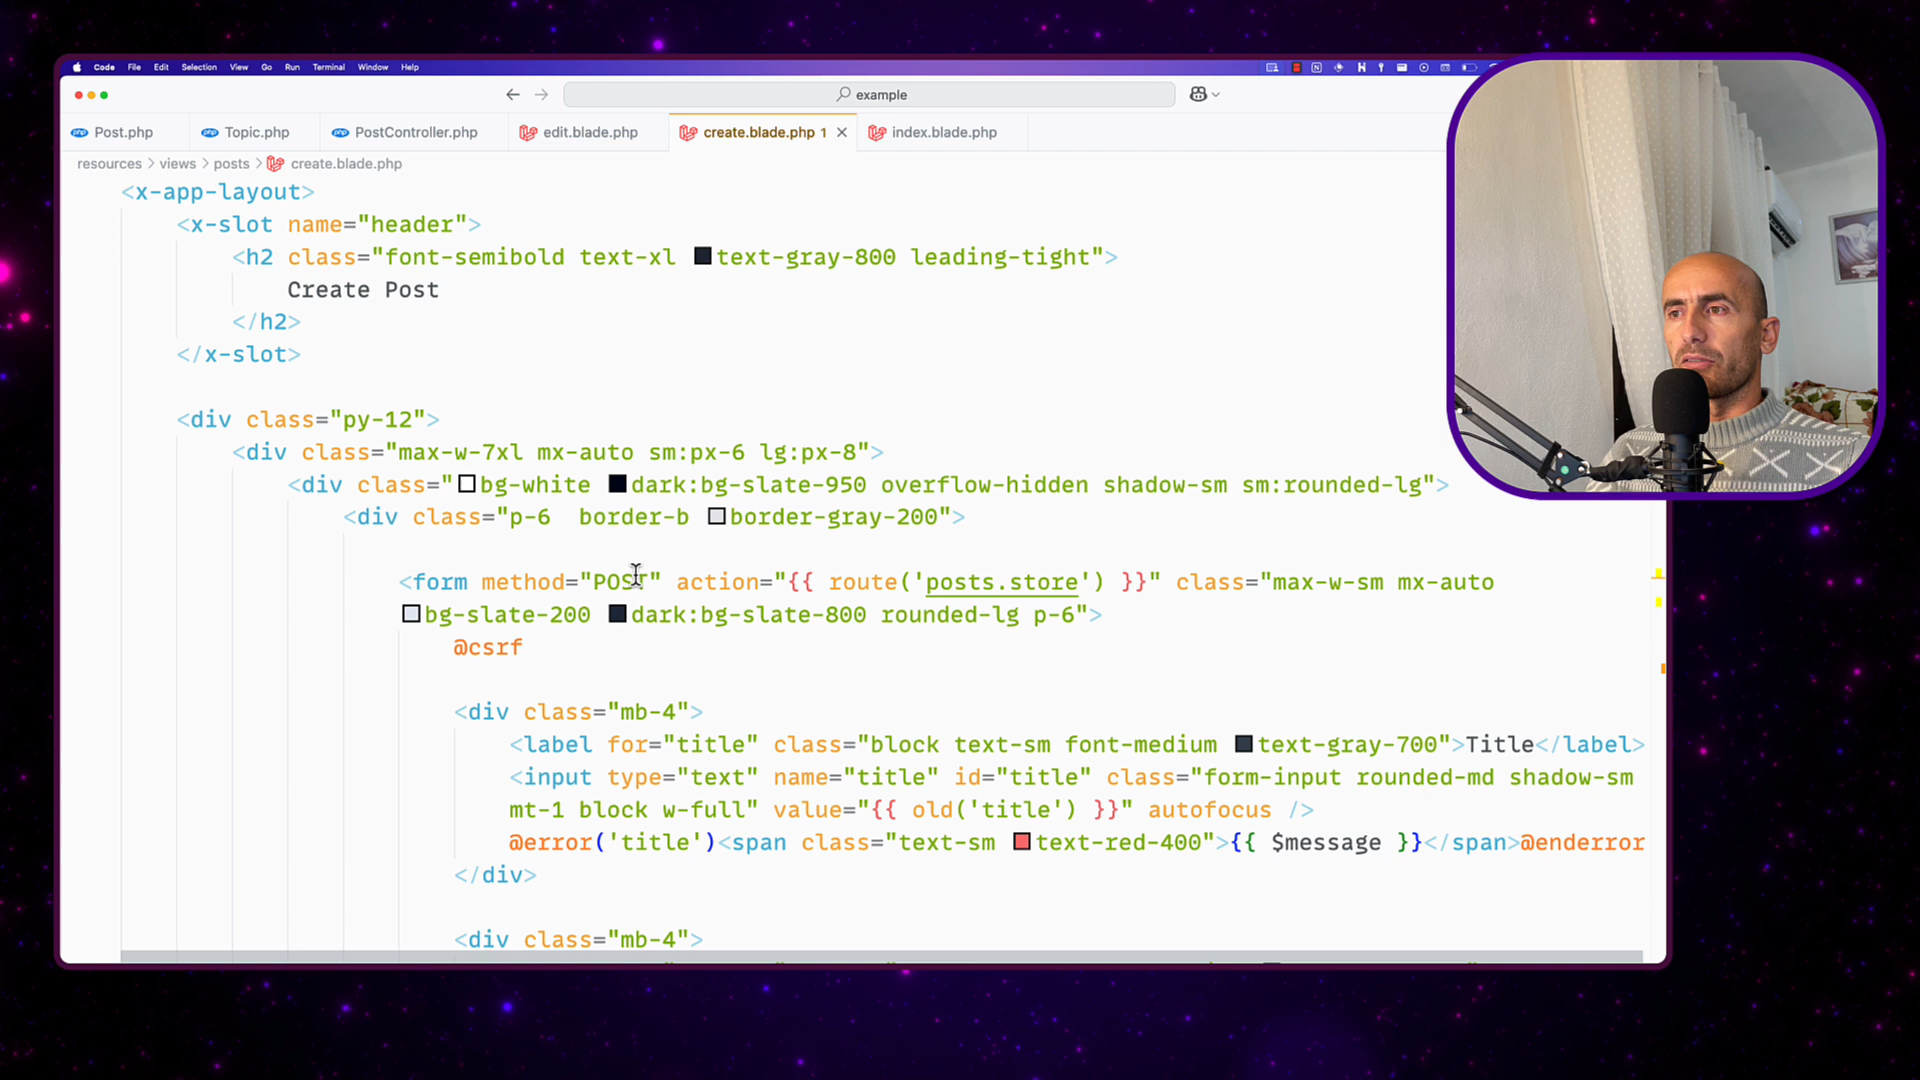 Code File Edit Selection View Go Run Terminal Window Help
example
php Post.php php Topic.php php PostController.php edit.blade.php create.blade.php 1 index.blade.php
resources > views > posts > create.blade.php
<x-app-layout>
<x-slot name="header">
<h2 class="font-semibold text-xl text-gray-800 leading-tight">
Create Post
</h2>
</x-slot>
<div class="py-12">
<div class="max-w-7xl mx-auto sm:px-6 lg:px-8">
<div class="bg-white dark:bg-slate-950 overflow-hidden shadow-sm sm:rounded-lg">
<div class="p-6  border-b border-gray-200">
<form method="POST" action="{{ route('posts.store') }}" class="max-w-sm mx-auto
bg-slate-200 dark:bg-slate-800 rounded-lg p-6">
@csrf
<div class="mb-4">
<label for="title" class="block text-sm font-medium text-gray-700">Title</label>
<input type="text" name="title" id="title" class="form-input rounded-md shadow-sm
mt-1 block w-full" value="{{ old('title') }}" autofocus />
@error('title')<span class="text-sm text-red-400">{{ $message }}</span>@enderror
</div>
<div class="mb-4">